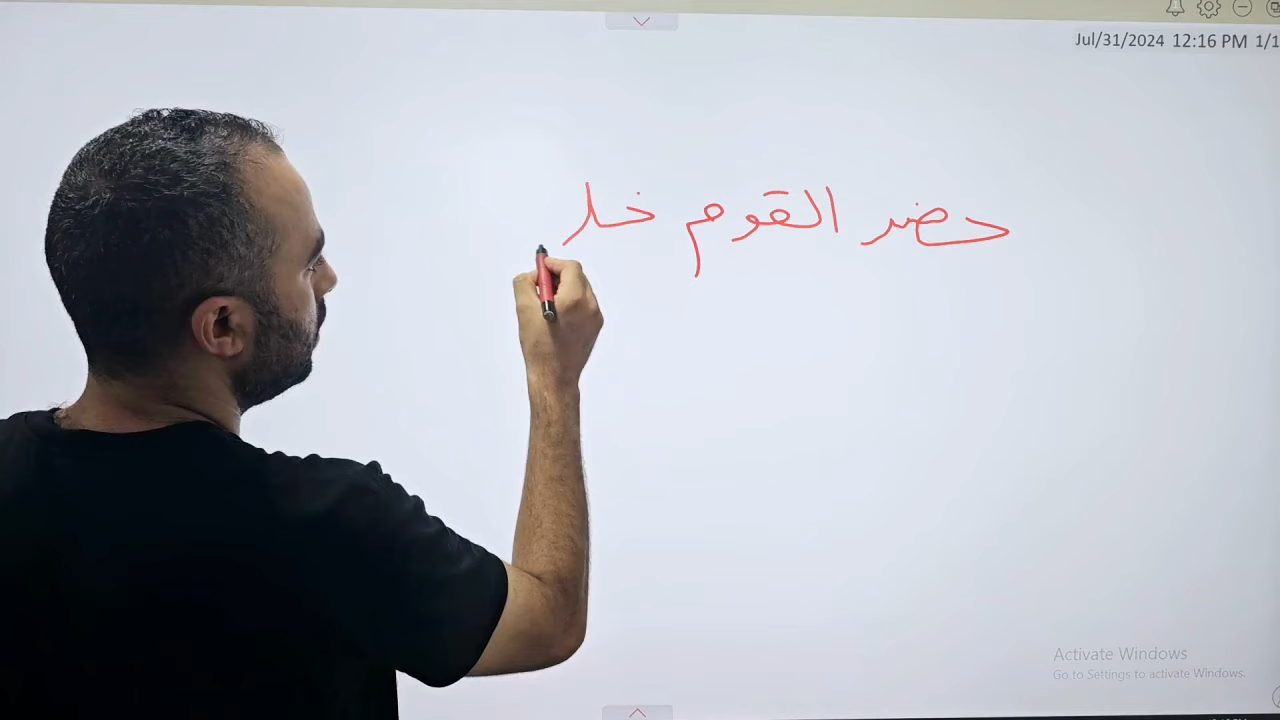 Jul/31/2024 12:16 PM 1/1
حضر القوم خلا
Activate Windows
Go to Settings to activate Windows.